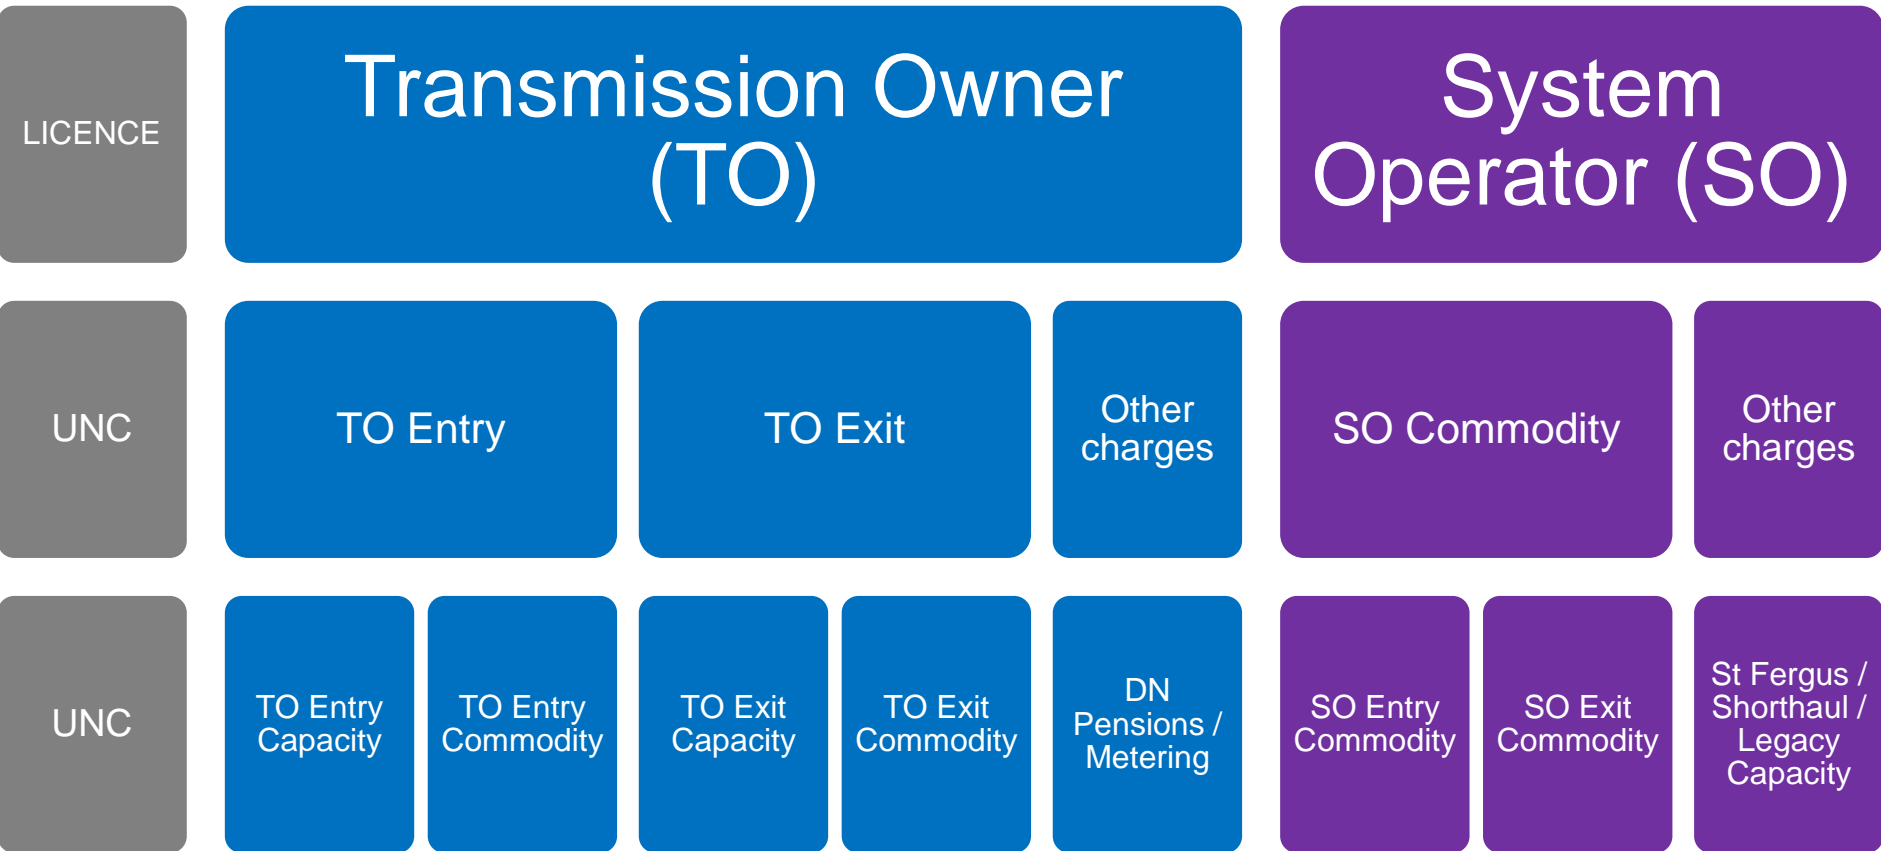 LICENCE
Transmission Owner
(TO)
System
Operator (SO)
UNC
TO Entry
TO Exit
Other
charges
SO Commodity
Other
charges
UNC
TO Entry
Capacity
TO Entry
Commodity
TO Exit
Capacity
TO Exit
Commodity
DN
Pensions /
Metering
SO Entry
Commodity
SO Exit
Commodity
St Fergus /
Shorthaul /
Legacy
Capacity